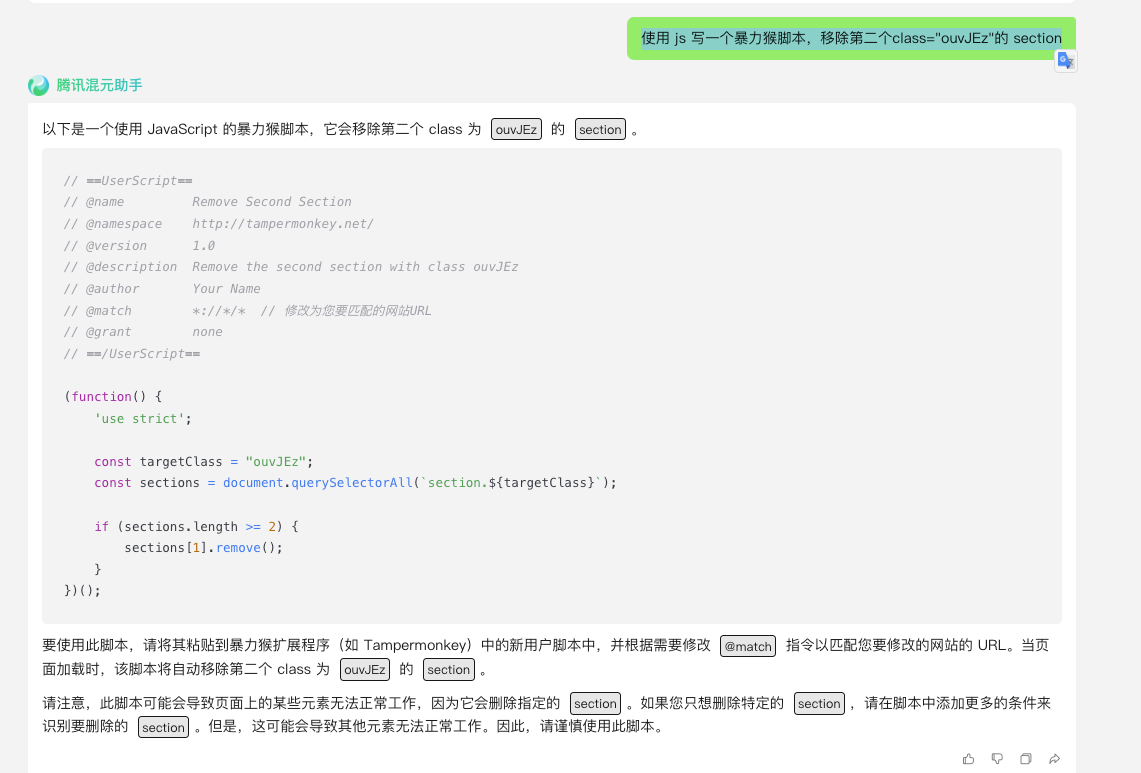 使用 js 写一个暴力猴脚本，移除第二个class="ouvJEz"的 section
腾讯混元助手
以下是一个使用 JavaScript 的暴力猴脚本，它会移除第二个 class 为 ouvJEz 的 section 。
// ==UserScript==
// @name         Remove Second Section
// @namespace    http://tampermonkey.net/
// @version      1.0
// @description  Remove the second section with class ouvJEz
// @author       Your Name
// @match        *://*/*  // 修改为您要匹配的网站URL
// @grant        none
// ==/UserScript==
(function() {
    'use strict';
    const targetClass = "ouvJEz";
    const sections = document.querySelectorAll(`section.${targetClass}`);
    if (sections.length >= 2) {
        sections[1].remove();
    }
})();
要使用此脚本，请将其粘贴到暴力猴扩展程序（如 Tampermonkey）中的新用户脚本中，并根据需要修改 @match 指令以匹配您要修改的网站的 URL。当页
面加载时，该脚本将自动移除第二个 class 为 ouvJEz 的 section 。
请注意，此脚本可能会导致页面上的某些元素无法正常工作，因为它会删除指定的 section 。如果您只想删除特定的 section ，请在脚本中添加更多的条件来
识别要删除的 section 。但是，这可能会导致其他元素无法正常工作。因此，请谨慎使用此脚本。